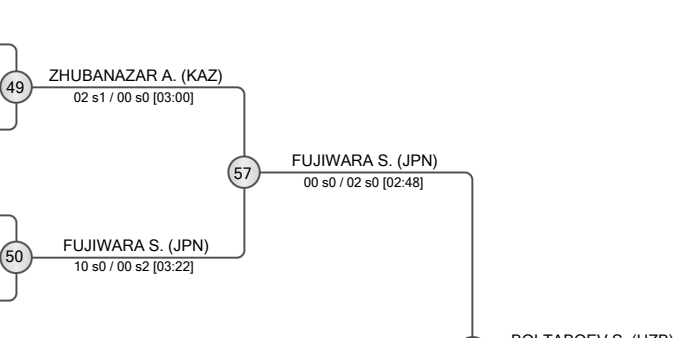 49
ZHUBANAZAR A. (KAZ)
02 s1 / 00 s0 [03:00]
57
FUJIWARA S. (JPN)
00 s0 / 02 s0 [02:48]
50
FUJIWARA S. (JPN)
10 s0 / 00 s2 [03:22]